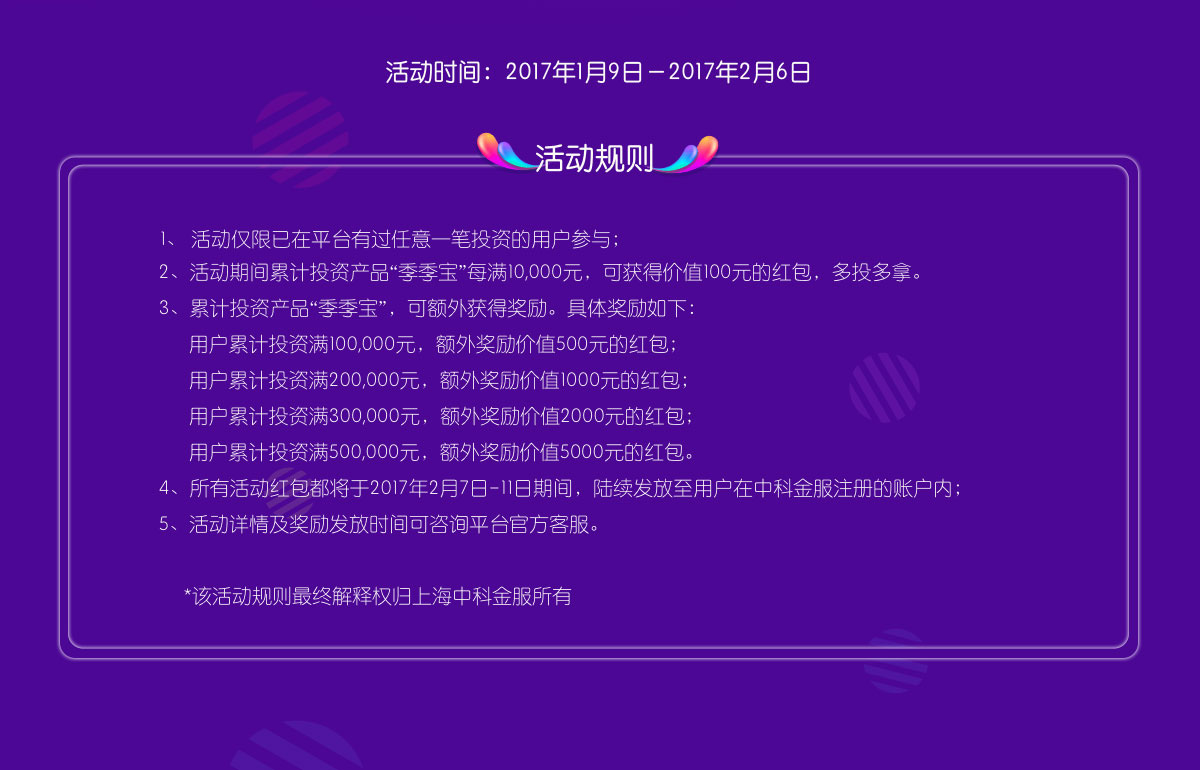 活动时间：2017年1月9日－2017年2月6日
活动规则
1、 活动仅限已在平台有过任意一笔投资的用户参与；
2、活动期间累计投资产品“季季宝”每满10,000元，可获得价值100元的红包，多投多拿。
3、累计投资产品“季季宝”，可额外获得奖励。具体奖励如下：
用户累计投资满100,000元，额外奖励价值500元的红包；
用户累计投资满200,000元，额外奖励价值1000元的红包；
用户累计投资满300,000元，额外奖励价值2000元的红包；
用户累计投资满500,000元，额外奖励价值5000元的红包。
4、所有活动红包都将于2017年2月7日-11日期间，陆续发放至用户在中科金服注册的账户内；
5、活动详情及奖励发放时间可咨询平台官方客服。
*该活动规则最终解释权归上海中科金服所有